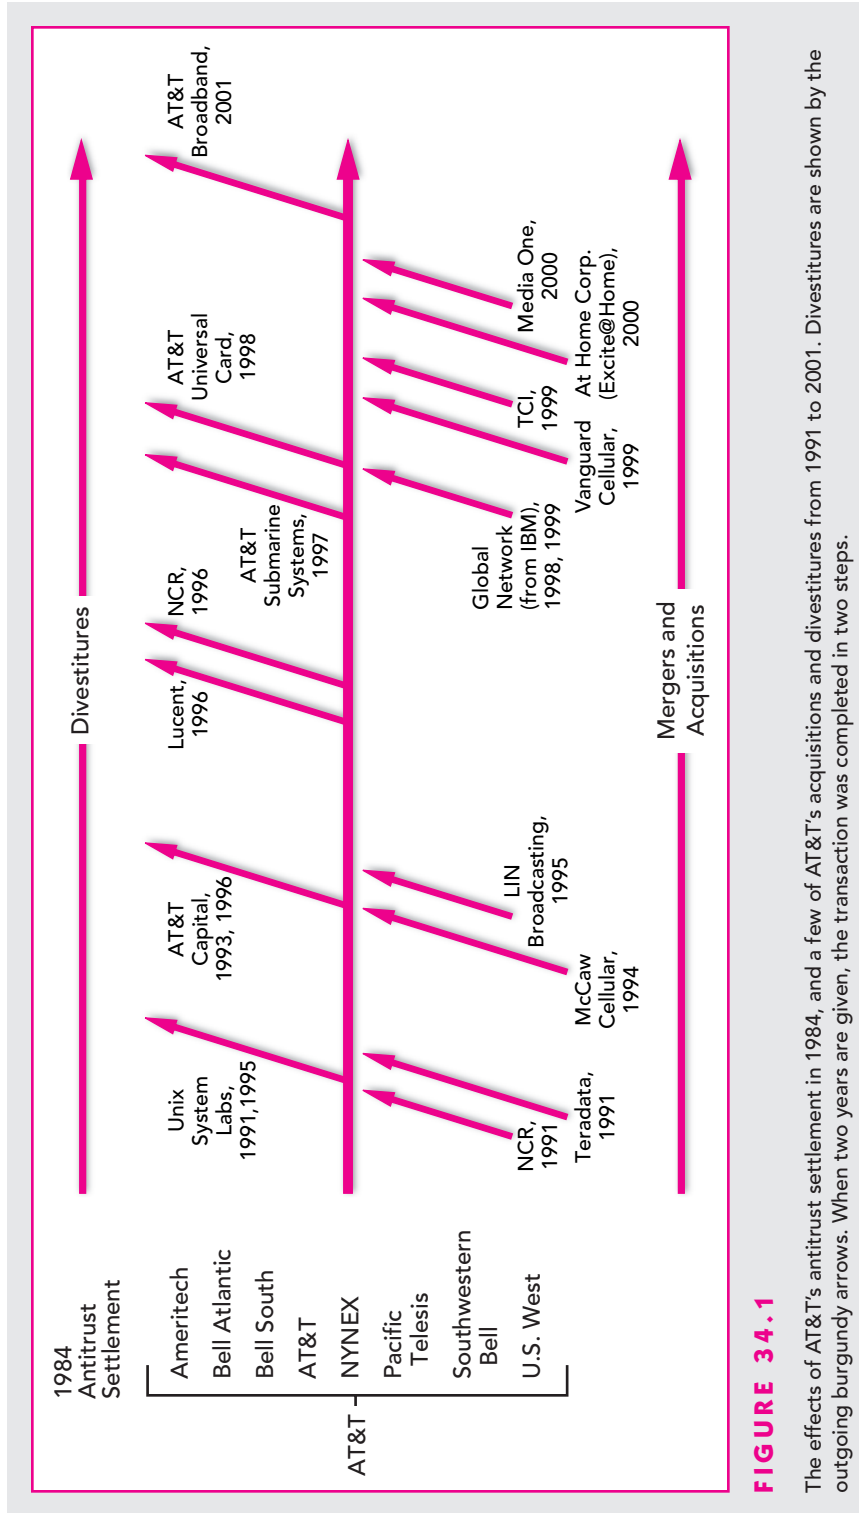 1984
Antitrust
Settlement
AT&T
Ameritech
Bell Atlantic
Bell South
AT&T
NYNEX
Pacific
Telesis
Southwestern
Bell
U.S. West
Divestitures
Unix
System
Labs,
1991,1995
AT&T
Capital,
1993, 1996
Lucent,
1996
NCR,
1996
AT&T
Submarine
Systems,
1997
AT&T
Universal
Card,
1998
AT&T
Broadband,
2001
NCR,
1991
Teradata,
1991
McCaw
Cellular,
1994
LIN
Broadcasting,
1995
Global
Network
(from IBM),
1998, 1999
Vanguard
Cellular,
1999
TCI,
1999
At Home Corp.
(Excite@Home),
2000
Media One,
2000
Mergers and
Acquisitions
FIGURE 34.1
The effects of AT&T's antitrust settlement in 1984, and a few of AT&T's acquisitions and divestitures from 1991 to 2001. Divestitures are shown by the
outgoing burgundy arrows. When two years are given, the transaction was completed in two steps.